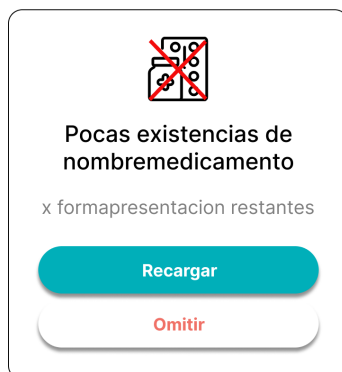 Pocas existencias de
nombremedicamento
x formapresentacion restantes
Recargar
Omitir